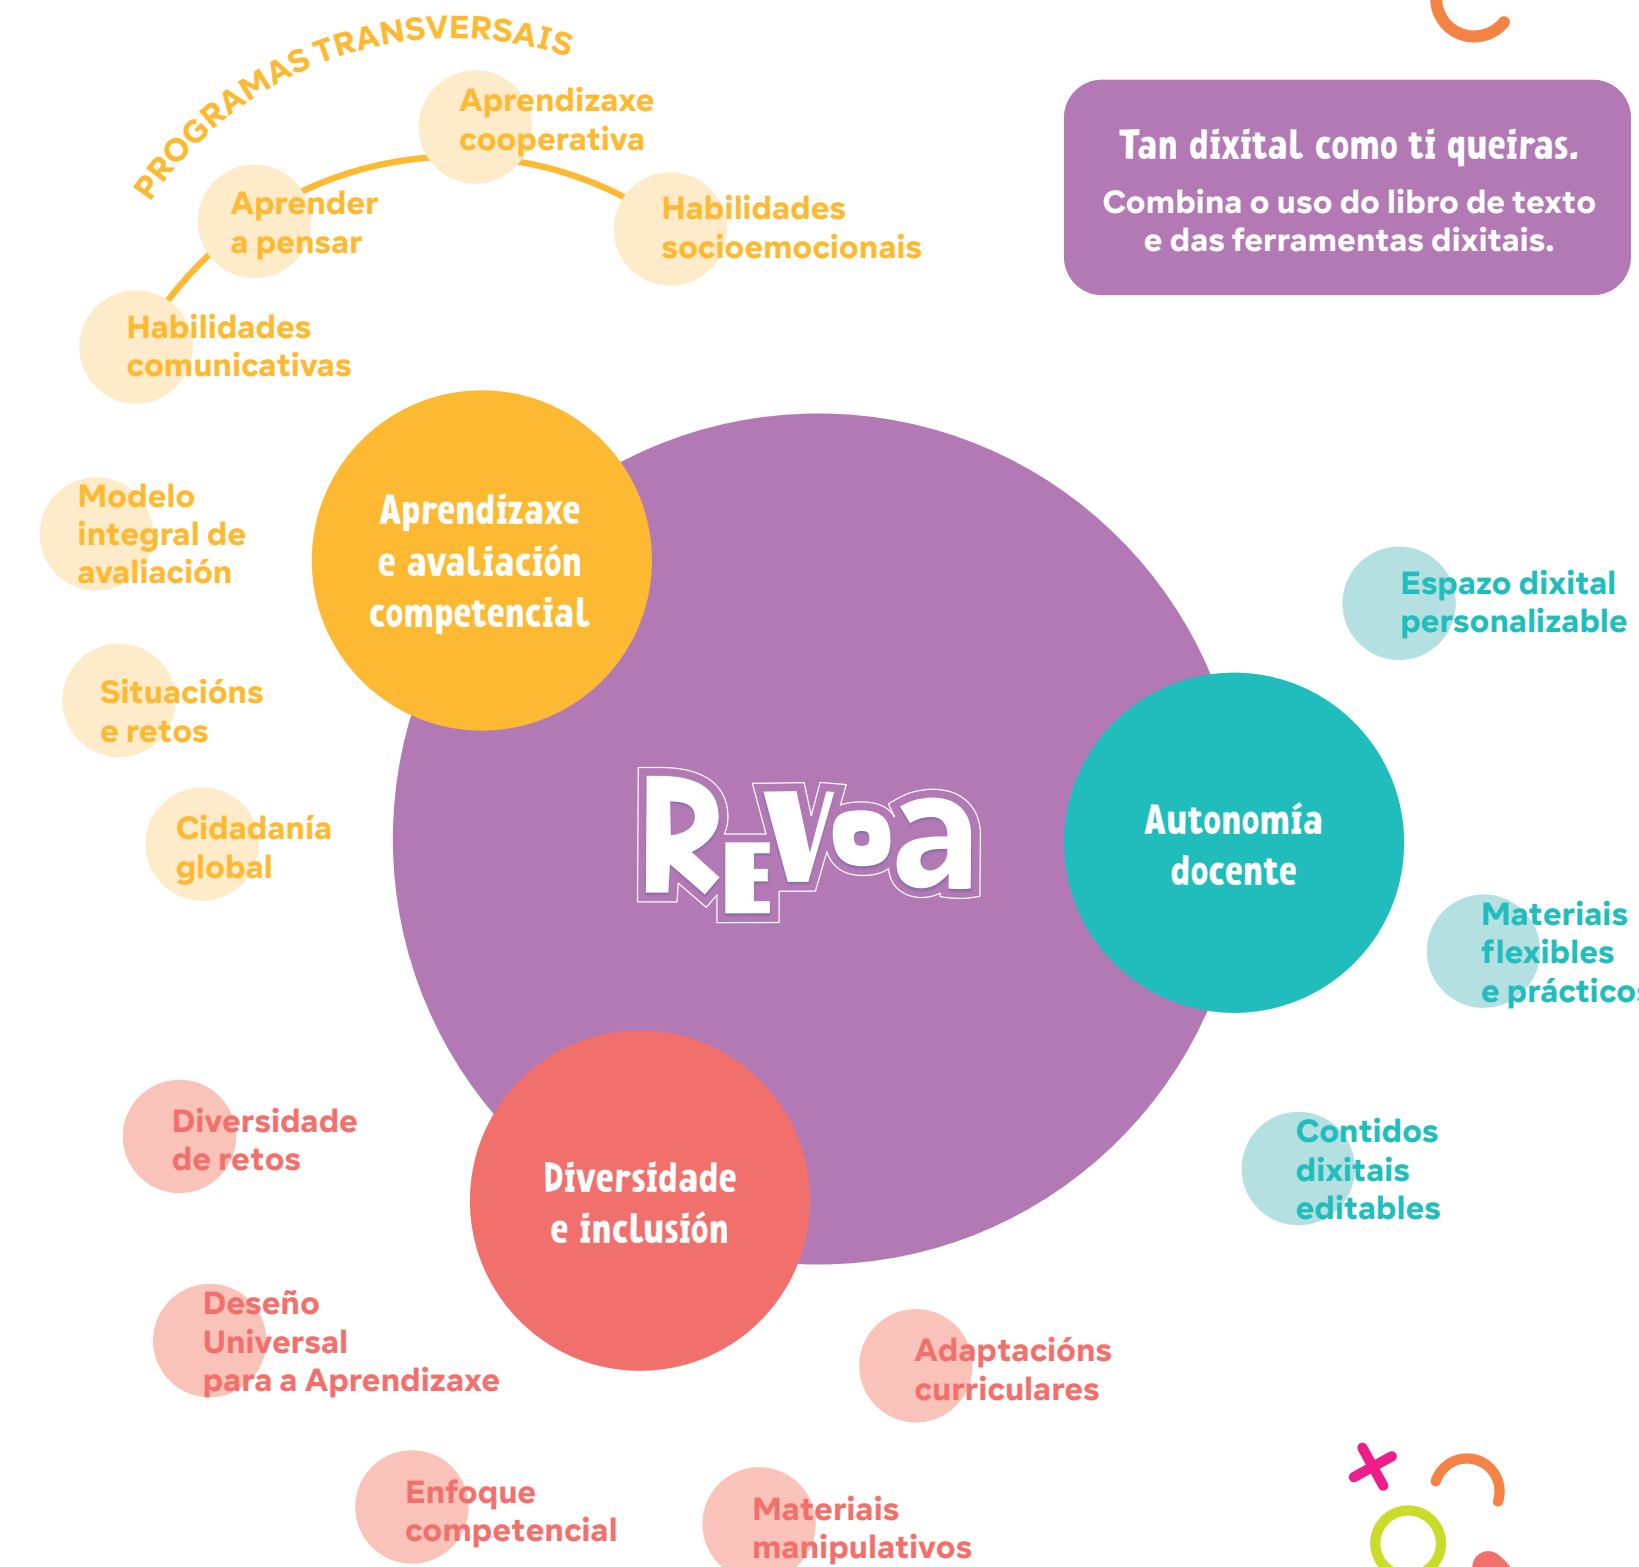 PROGRAMAS TRANSVERSAIS
Aprendizaxe
cooperativa
Aprender
a pensar
Habilidades
socioemocionais
Habilidades
comunicativas
Tan dixital como ti queiras.
Combina o uso do libro de texto
e das ferramentas dixitais.
Aprendizaxe
e avaliación
competencial
Modelo
integral de
avaliación
Situacións
e retos
Cidadanía
global
REVOA
Autonomía
docente
Espazo dixital
personalizable
Materiais
flexibles
e prácticos
Contidos
dixitais
editables
Diversidade
e inclusión
Diversidade
de retos
Deseño
Universal
para a Aprendizaxe
Enfoque
competencial
Materiais
manipulativos
Adaptacións
curriculares